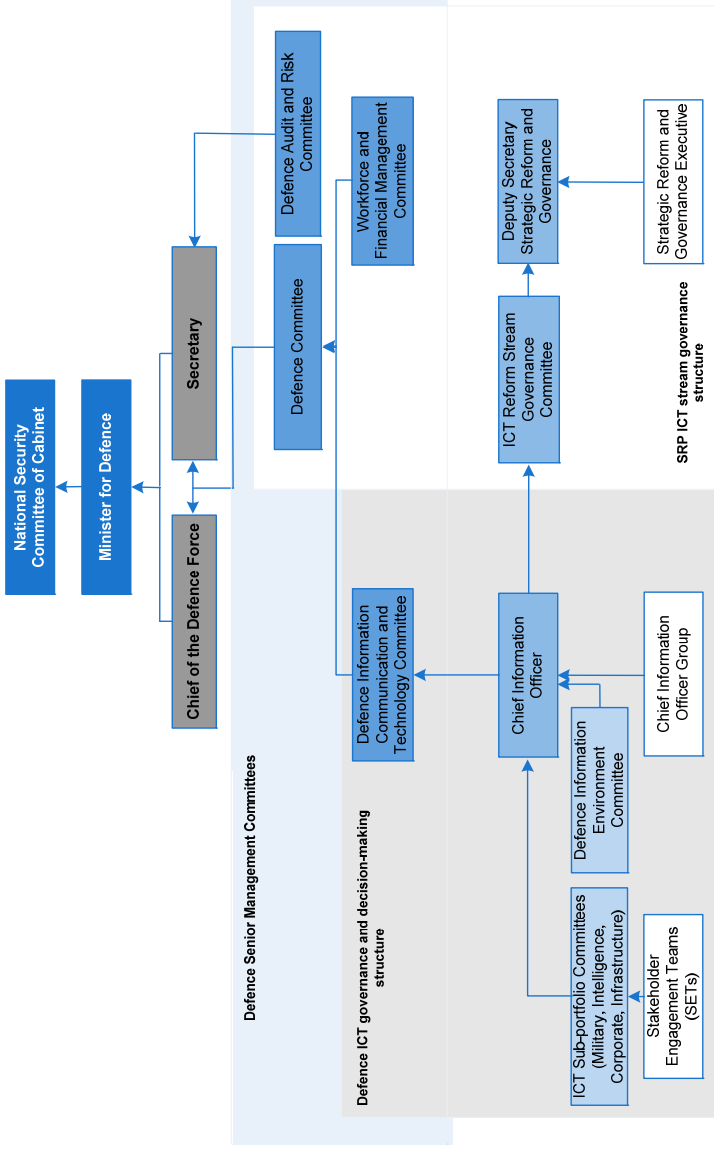 National Security
Committee of Cabinet
Minister for Defence
Chief of the Defence Force
Secretary
Defence Senior Management Committees
Defence Committee
Defence Audit and Risk
Committee
Defence ICT governance and decision-making
structure
Defence Information
Communication and
Technology Committee
Workforce and
Financial Management
Committee
Chief Information
Officer
ICT Reform Stream
Governance
Committee
Deputy Secretary
Strategic Reform and
Governance
ICT Sub-portfolio Committees
(Military, Intelligence,
Corporate, Infrastructure)
Defence Information
Environment
Committee
Stakeholder
Engagement Teams
(SETs)
Chief Information
Officer Group
SRP ICT stream governance
structure
Strategic Reform and
Governance Executive